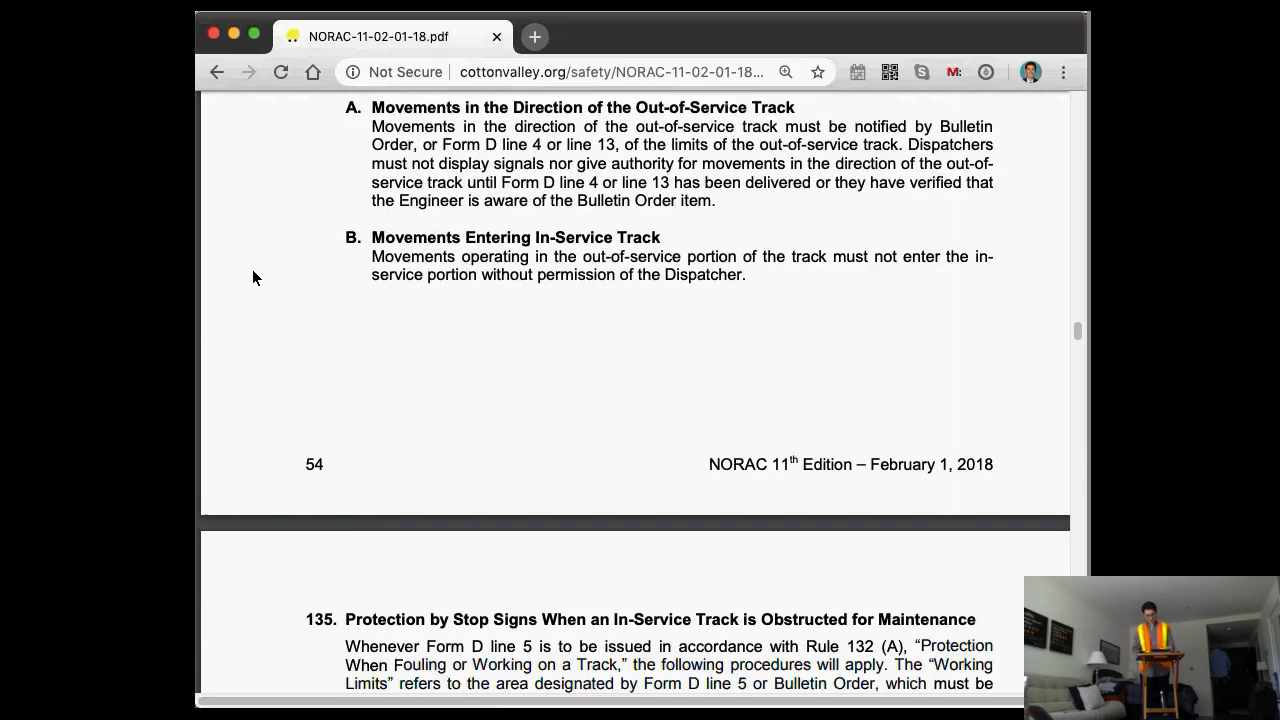 NORAC-11-02-01-18.pdf
Not Secure
cottonvalley.org/safety/NORAC-11-02-01-18...
M:
A. Movements in the Direction of the Out-of-Service Track
Movements in the direction of the out-of-service track must be notified by Bulletin
Order, or Form D line 4 or line 13, of the limits of the out-of-service track. Dispatchers
must not display signals nor give authority for movements in the direction of the out-of-
service track until Form D line 4 or line 13 has been delivered or they have verified that
the Engineer is aware of the Bulletin Order item.
B. Movements Entering In-Service Track
Movements operating in the out-of-service portion of the track must not enter the in-
service portion without permission of the Dispatcher.
54
NORAC 11th Edition – February 1, 2018
135. Protection by Stop Signs When an In-Service Track is Obstructed for Maintenance
Whenever Form D line 5 is to be issued in accordance with Rule 132 (A), “Protection
When Fouling or Working on a Track,” the following procedures will apply. The “Working
Limits” refers to the area designated by Form D line 5 or Bulletin Order, which must be